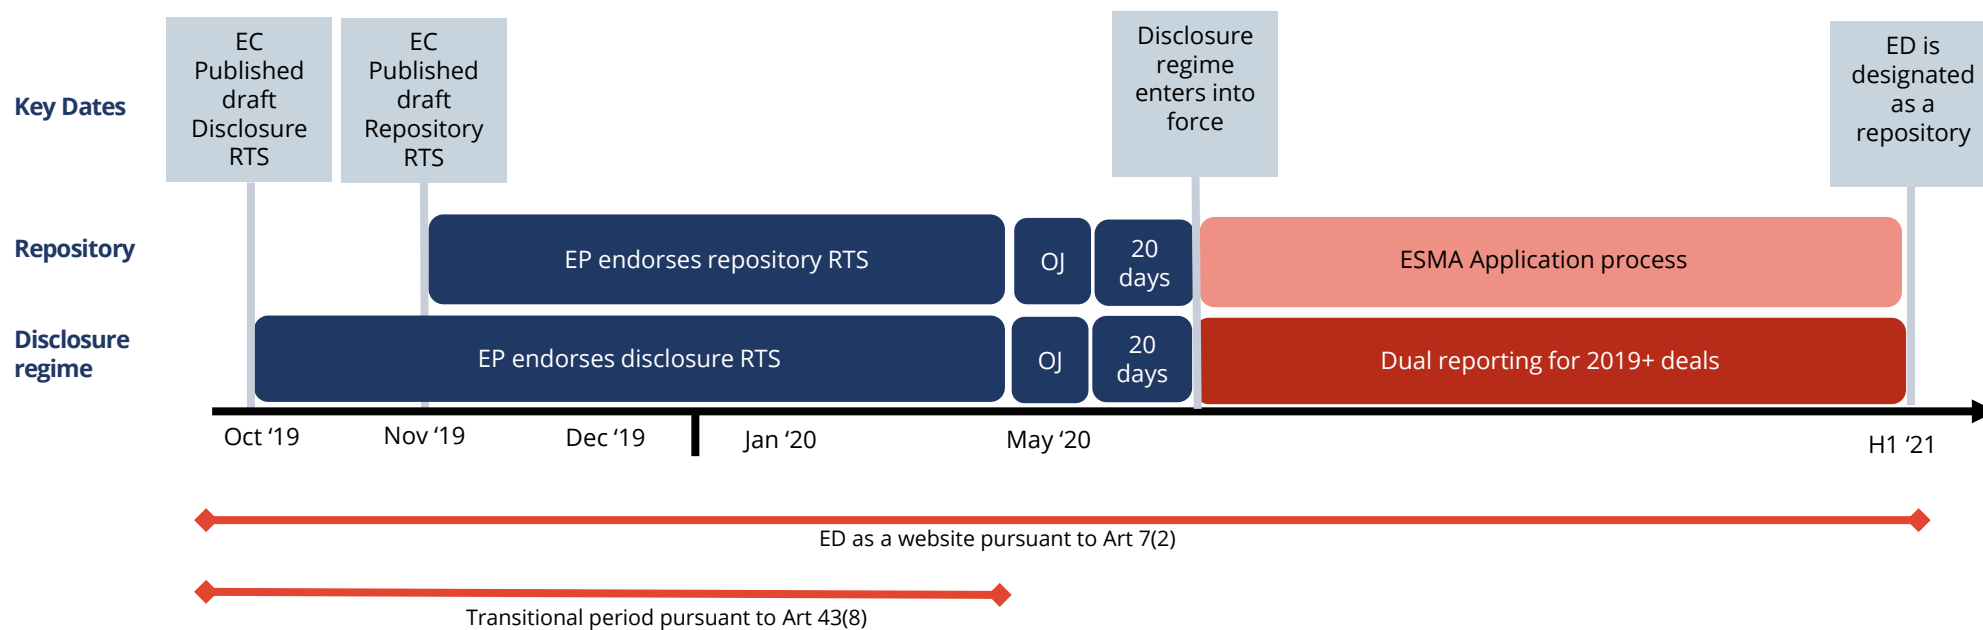 EC
Published
draft
Disclosure
RTS
EC
Published
draft
Repository
RTS
Disclosure
regime
enters into
force
ED is
designated
as a
repository
Key Dates
Repository
EP endorses repository RTS
OJ
20
days
ESMA Application process
Disclosure
regime
EP endorses disclosure RTS
OJ
20
days
Dual reporting for 2019+ deals
Oct ‘19
Nov ‘19
Dec ‘19
Jan ‘20
May ‘20
H1 ‘21
ED as a website pursuant to Art 7(2)
Transitional period pursuant to Art 43(8)